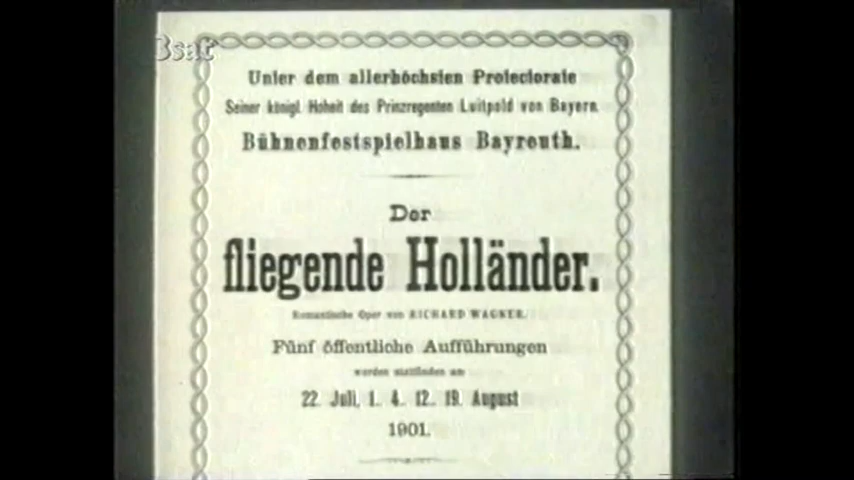 3sat
Unter dem allerhöchsten Protectorate
Seiner königl. Hoheit des Prinzregenten Luitpold von Bayern.
Bühnenfestspielhaus Bayreuth.
Der
fliegende Holländer.
Romantische Oper von RICHARD WAGNER.
Fünf öffentliche Aufführungen
werden stattfinden am
22. Juli, 1., 4., 12., 19. August
1901.